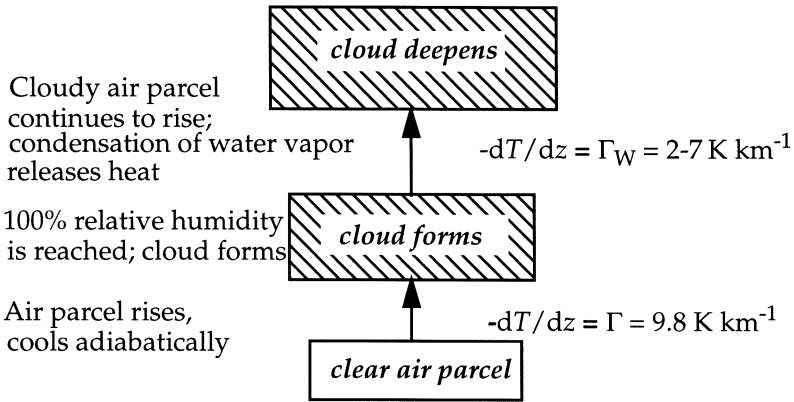 cloud deepens
Cloudy air parcel
continues to rise;
condensation of water vapor
releases heat
-dT/dz = Γ_W = 2-7 K km⁻¹
100% relative humidity
is reached; cloud forms
cloud forms
Air parcel rises,
cools adiabatically
-dT/dz = Γ = 9.8 K km⁻¹
clear air parcel